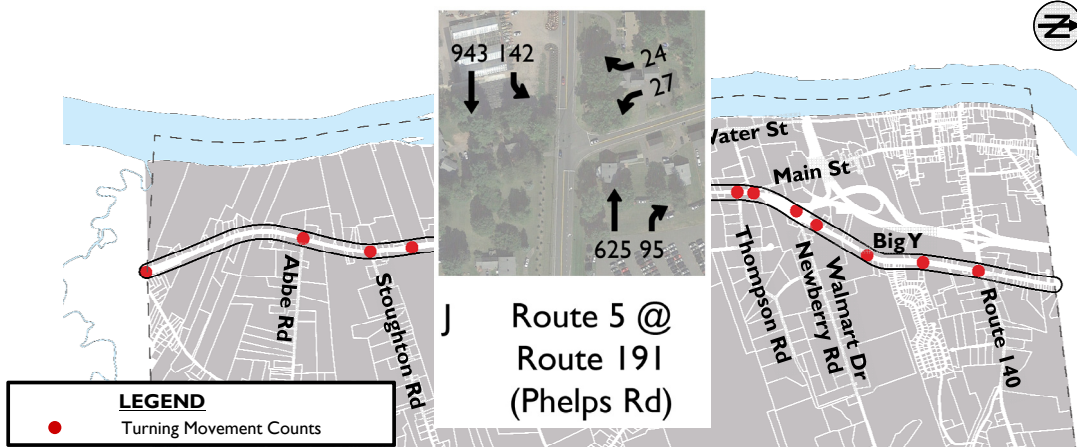 943 142
24
27
625 95
J Route 5 @
Route 191
(Phelps Rd)
Abbe Rd
Stoughton Rd
Water St
Main St
Thompson Rd
Newberry Rd
Walmart Dr
Big Y
Route 140
N
LEGEND
Turning Movement Counts